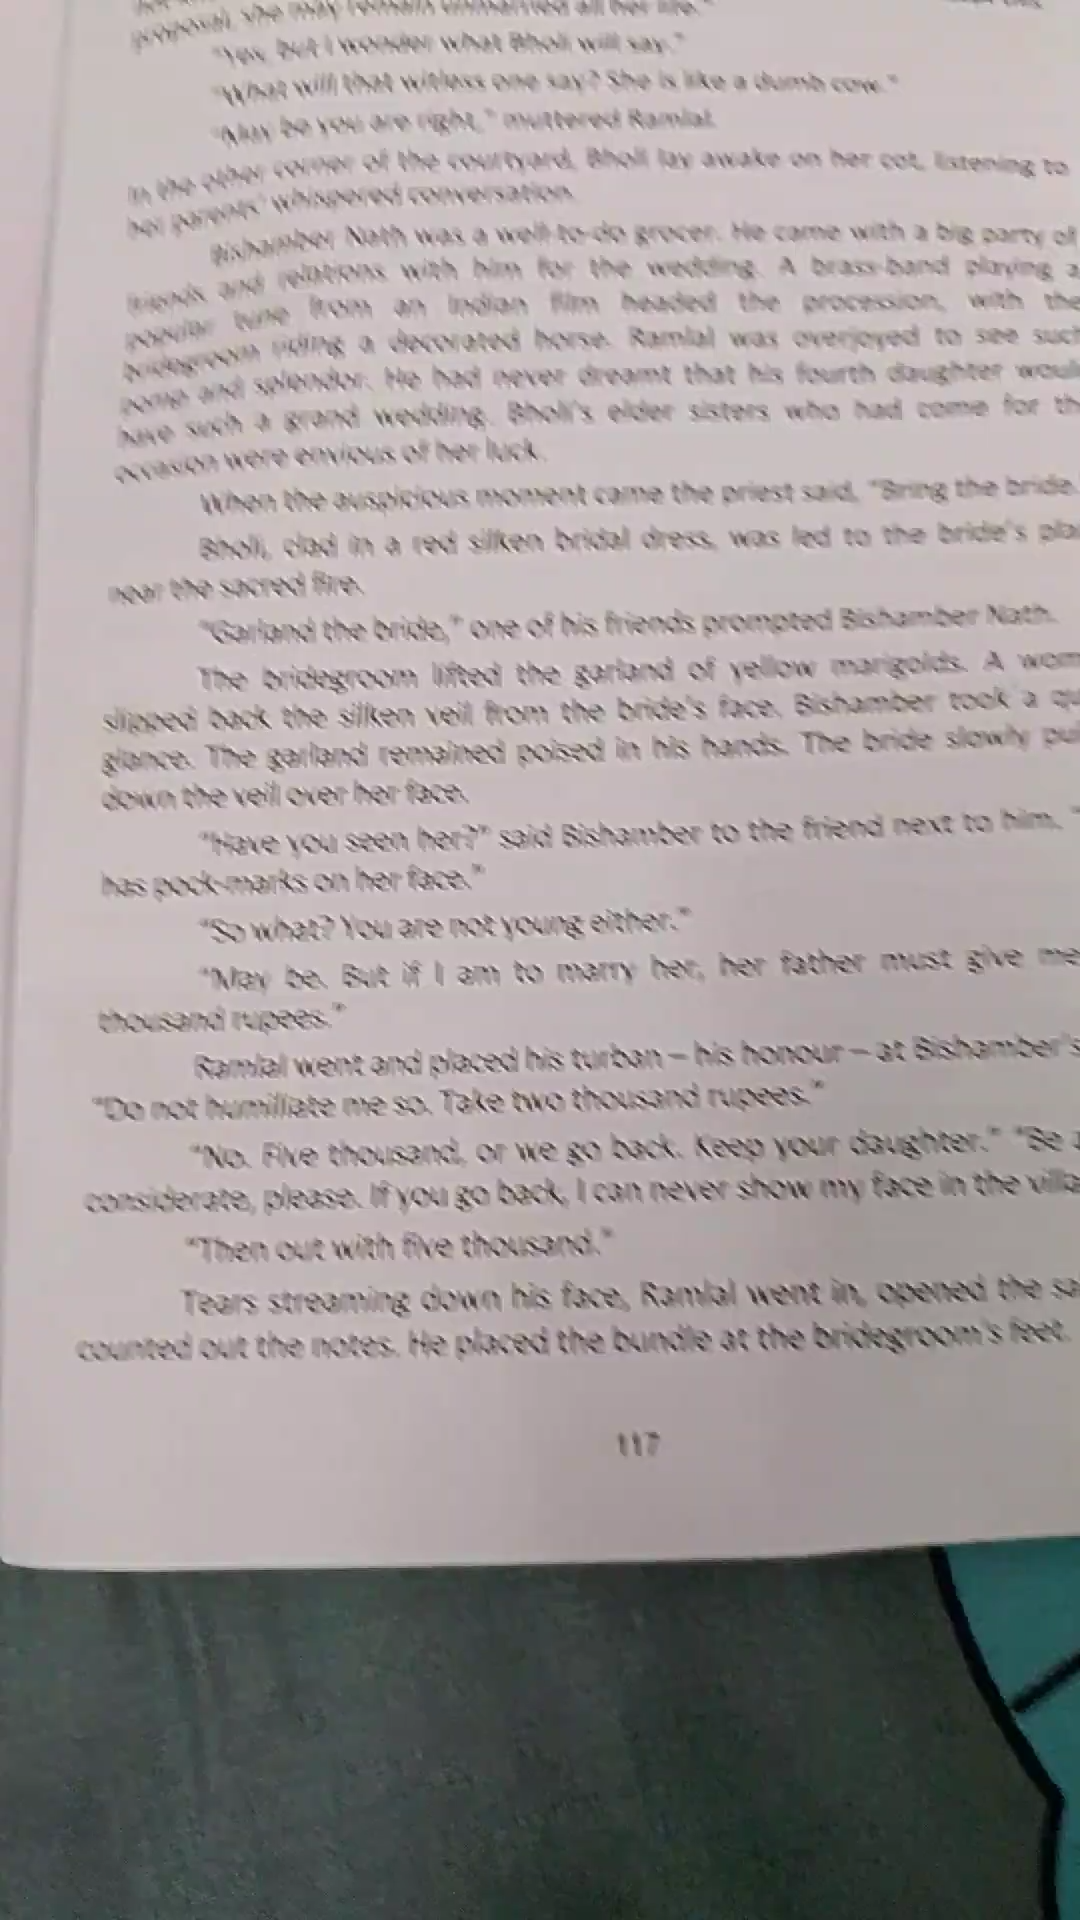 proposal, she may remain unmarried all her life."
"Yes, but I wonder what Bholi will say."
"What will that witless one say? She is like a dumb cow."
"May be you are right," muttered Ramlal.
In the other corner of the courtyard, Bholi lay awake on her cot, listening to
her parents' whispered conversation.
Bishamber Nath was a well-to-do grocer. He came with a big party of
friends and relations with him for the wedding. A brass-band playing a
popular tune from an Indian film headed the procession, with the
bridegroom riding a decorated horse. Ramlal was overjoyed to see such
pomp and splendor. He had never dreamt that his fourth daughter woul
have such a grand wedding. Bholi's elder sisters who had come for th
occasion were envious of her luck.
When the auspicious moment came the priest said, "Bring the bride.
Bholi, clad in a red silken bridal dress, was led to the bride's pla
near the sacred fire.
"Garland the bride," one of his friends prompted Bishamber Nath.
The bridegroom lifted the garland of yellow marigolds. A wom
slipped back the silken veil from the bride's face. Bishamber took a qu
glance. The garland remained poised in his hands. The bride slowly pul
down the veil over her face.
"Have you seen her?" said Bishamber to the friend next to him. "
has pock-marks on her face."
"So what? You are not young either."
"May be. But if I am to marry her, her father must give me
thousand rupees."
Ramlal went and placed his turban – his honour – at Bishamber's
"Do not humiliate me so. Take two thousand rupees."
"No. Five thousand, or we go back. Keep your daughter." "Be a
considerate, please. If you go back, I can never show my face in the villa
"Then out with five thousand."
Tears streaming down his face, Ramlal went in, opened the sa
counted out the notes. He placed the bundle at the bridegroom's feet.
117